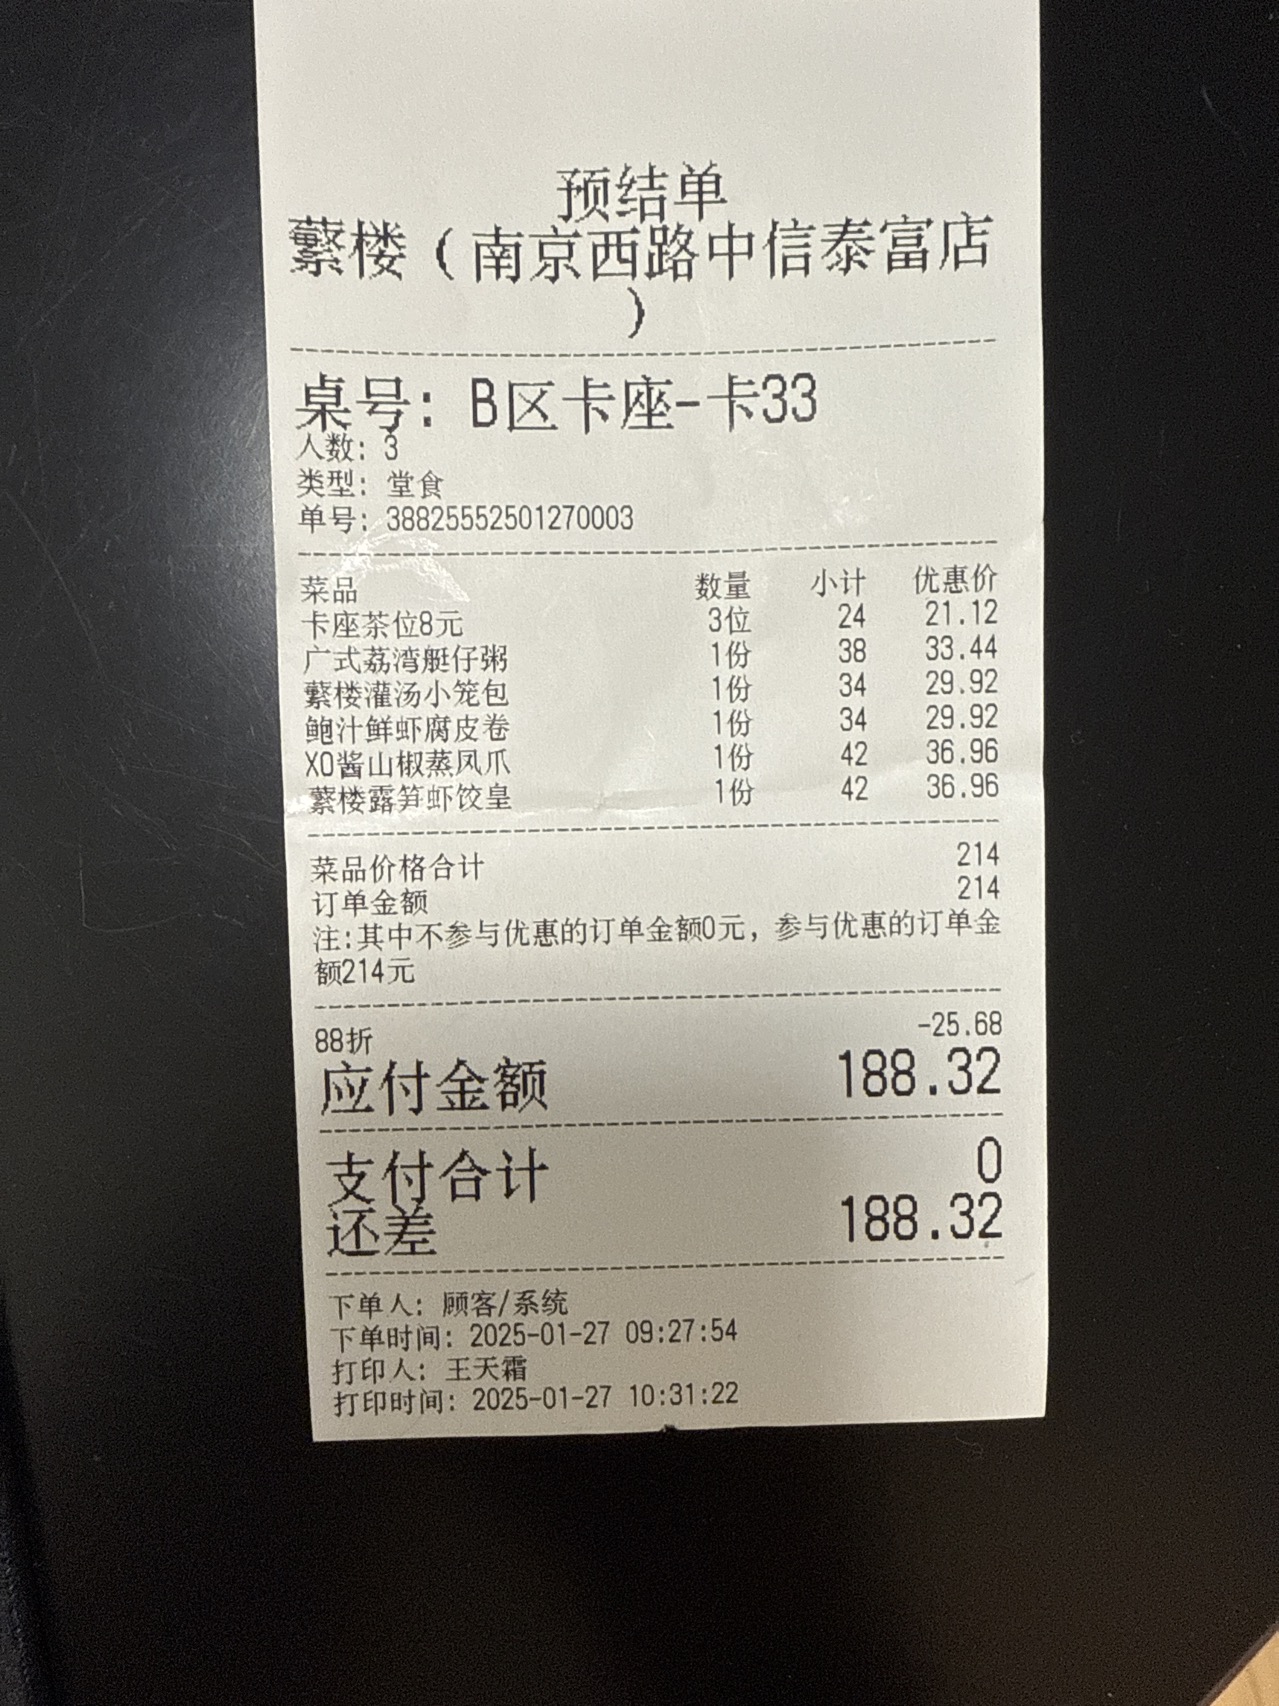 预结单
蘩楼（南京西路中信泰富店
）
桌号：B区卡座-卡33
人数：3
类型：堂食
单号：38825552501270003
菜品 数量 小计 优惠价
卡座茶位8元 3位 24 21.12
广式荔湾艇仔粥 1份 38 33.44
蘩楼灌汤小笼包 1份 34 29.92
鲍汁鲜虾腐皮卷 1份 34 29.92
XO酱山椒蒸凤爪 1份 42 36.96
蘩楼露笋虾饺皇 1份 42 36.96
菜品价格合计 214
订单金额 214
注:其中不参与优惠的订单金额0元，参与优惠的订单金
额214元
88折 -25.68
应付金额 188.32
支付合计 0
还差 188.32
下单人：顾客/系统
下单时间：2025-01-27 09:27:54
打印人：王天霜
打印时间：2025-01-27 10:31:22